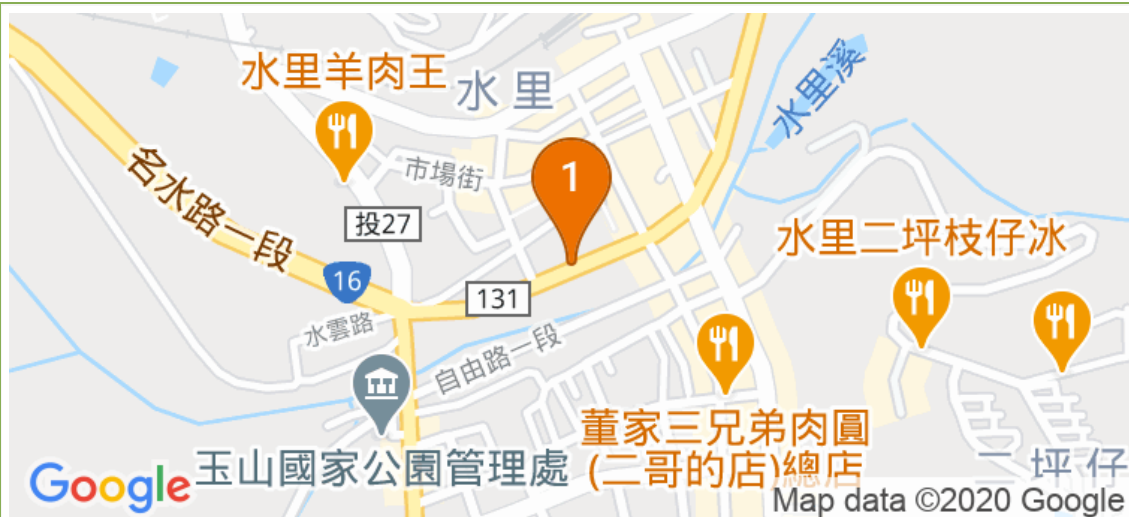 水里羊肉王
水里
水里溪
1
市場街
名水路一段
投27
水里二坪枝仔冰
16
131
水雲路
自由路一段
董家三兄弟肉圓
(二哥的店)總店
玉山國家公園管理處
二坪仔
Google
Map data ©2020 Google